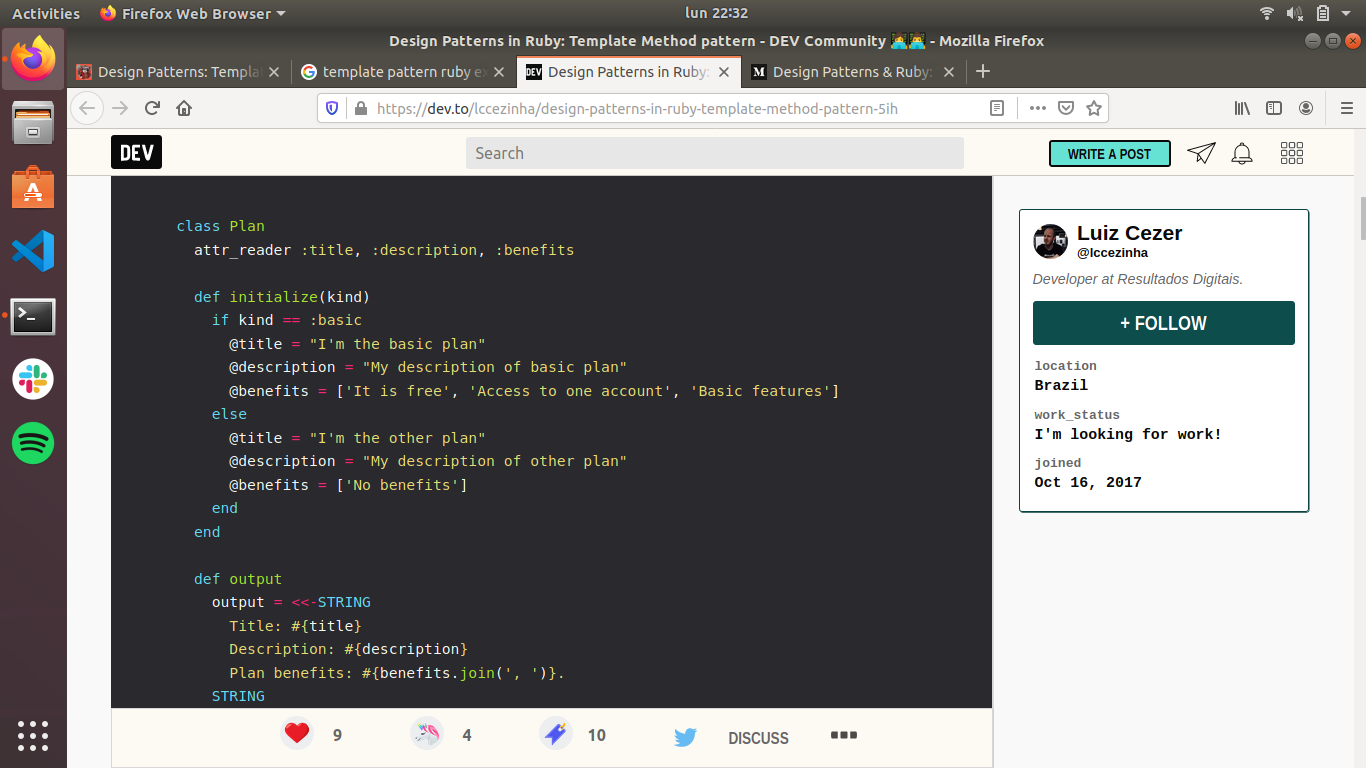 Activities Firefox Web Browser lun 22:32
Design Patterns in Ruby: Template Method pattern - DEV Community 👩‍💻👨‍💻 - Mozilla Firefox
Design Patterns: Templa template pattern ruby ex DEV Design Patterns in Ruby: M Design Patterns & Ruby:
https://dev.to/lccezinha/design-patterns-in-ruby-template-method-pattern-5ih
DEV Search WRITE A POST
class Plan
  attr_reader :title, :description, :benefits
  def initialize(kind)
    if kind == :basic
      @title = "I'm the basic plan"
      @description = "My description of basic plan"
      @benefits = ['It is free', 'Access to one account', 'Basic features']
    else
      @title = "I'm the other plan"
      @description = "My description of other plan"
      @benefits = ['No benefits']
    end
  end
  def output
    output = <<-STRING
      Title: #{title}
      Description: #{description}
      Plan benefits: #{benefits.join(', ')}.
    STRING
9 4 10 DISCUSS
Luiz Cezer
@lccezinha
Developer at Resultados Digitais.
+ FOLLOW
location
Brazil
work_status
I'm looking for work!
joined
Oct 16, 2017